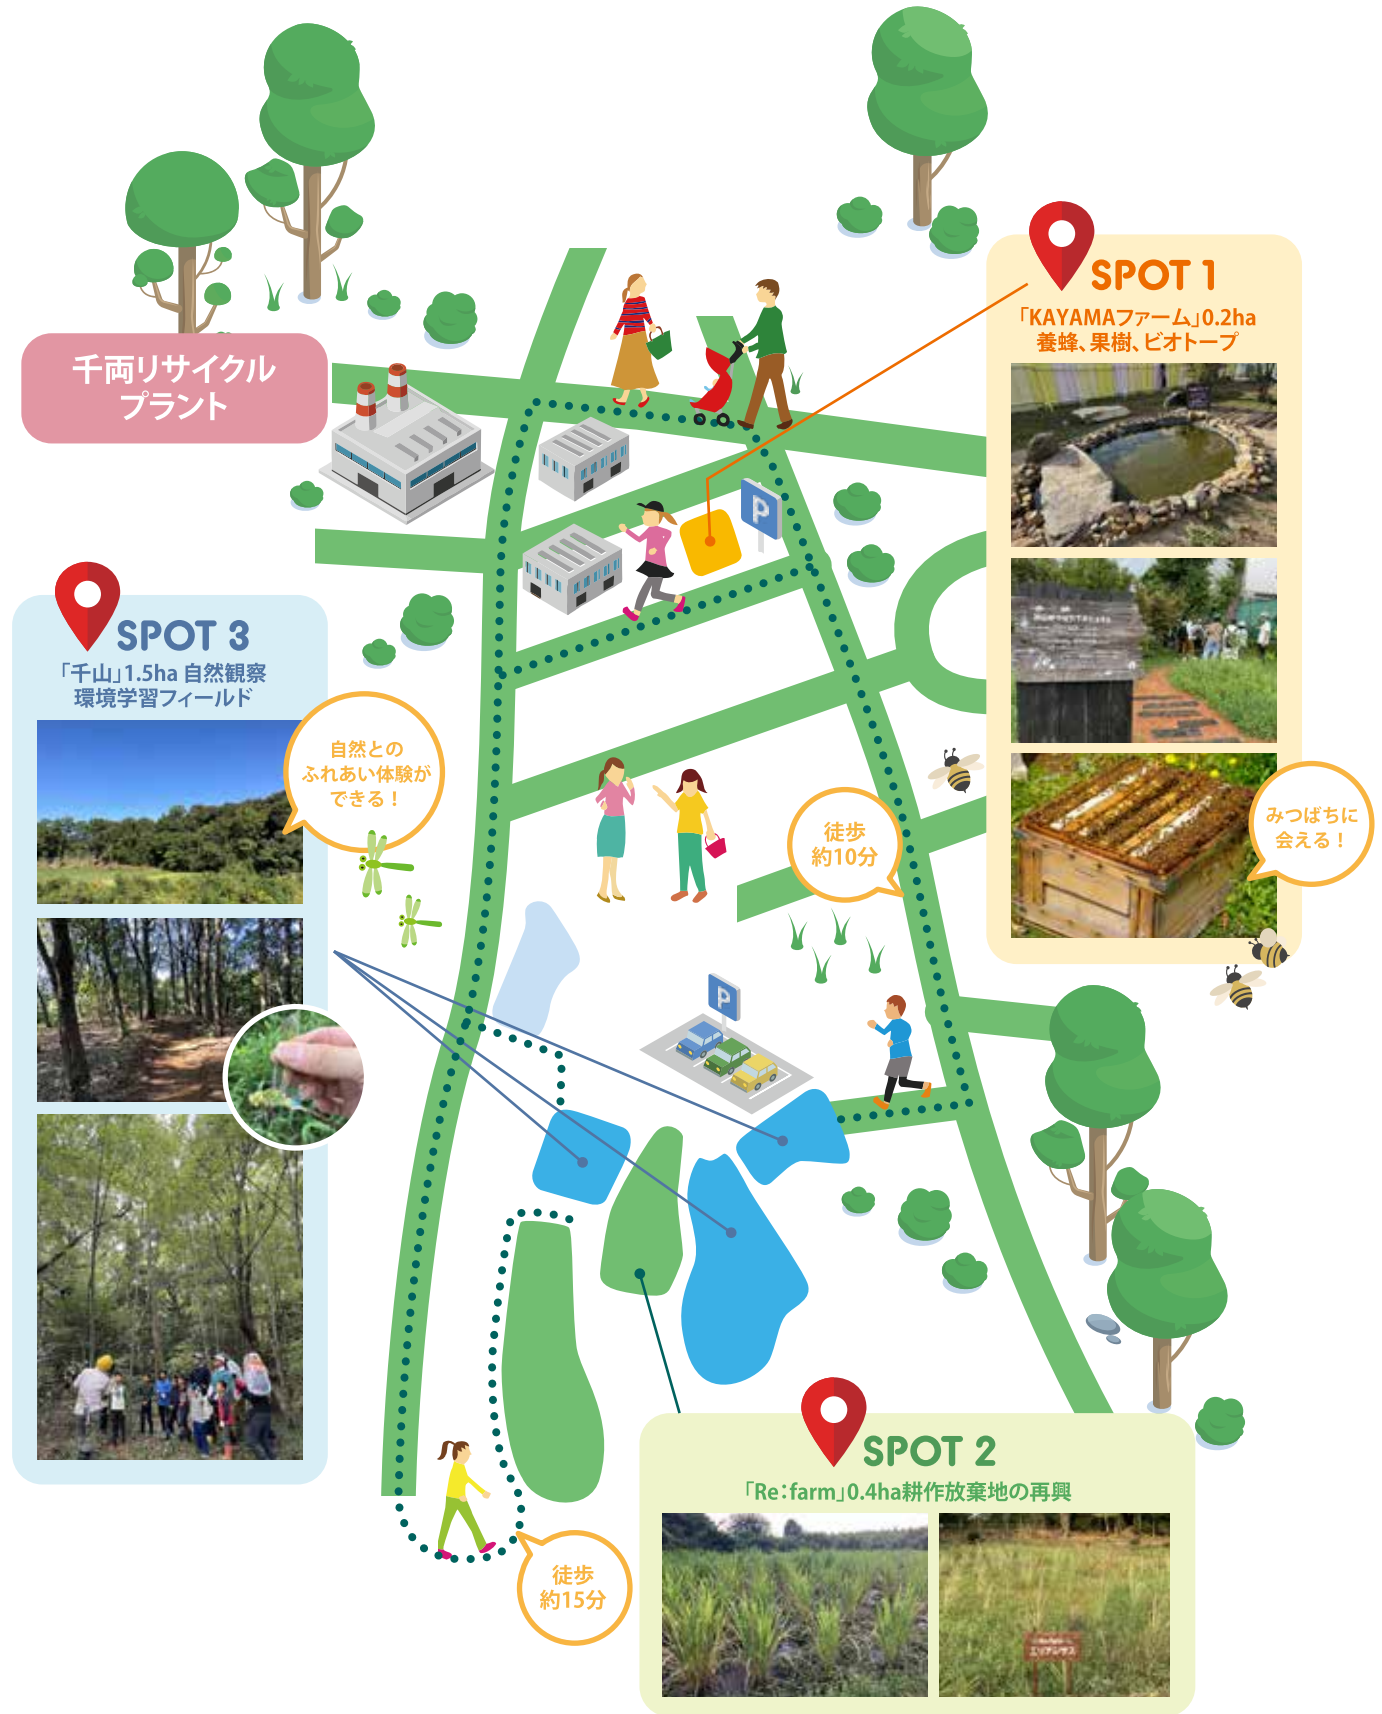 千両リサイクル
プラント
SPOT 1
「KAYAMAファーム」0.2ha
養蜂、果樹、ビオトープ
P
SPOT 3
「千山」1.5ha 自然観察
環境学習フィールド
自然との
ふれあい体験が
できる！
みつばちに
会える！
徒歩
約10分
P
SPOT 2
「Re：farm」0.4ha耕作放棄地の再興
徒歩
約15分